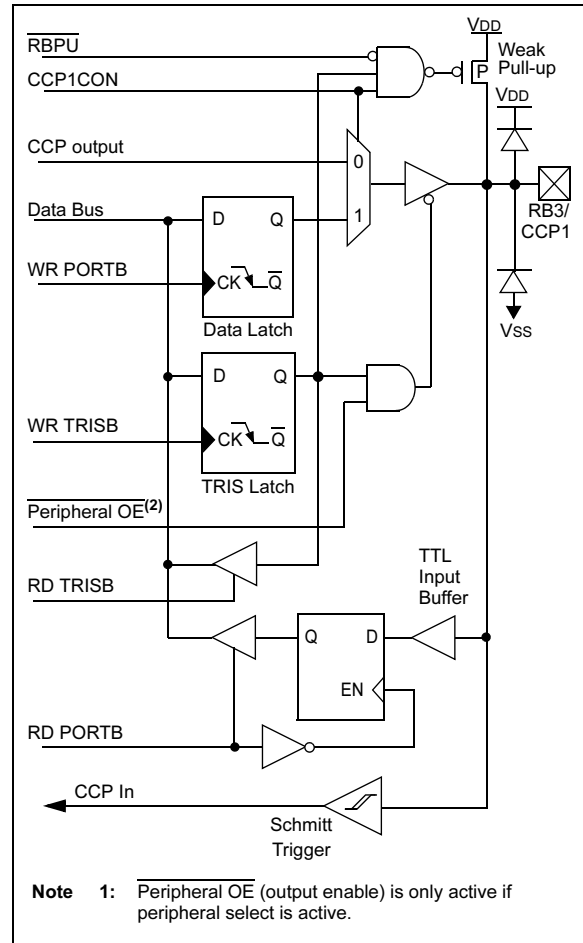 RBPU
CCP1CON
VDD
Weak
Pull-up
P
VDD
CCP output
0
Data Bus
D Q
1
RB3/
CCP1
WR PORTB
CK Q
Data Latch
VSS
D Q
WR TRISB
CK Q
TRIS Latch
Peripheral OE(2)
RD TRISB
TTL
Input
Buffer
Q D
EN
RD PORTB
CCP In
Schmitt
Trigger
Note 1: Peripheral OE (output enable) is only active if
peripheral select is active.